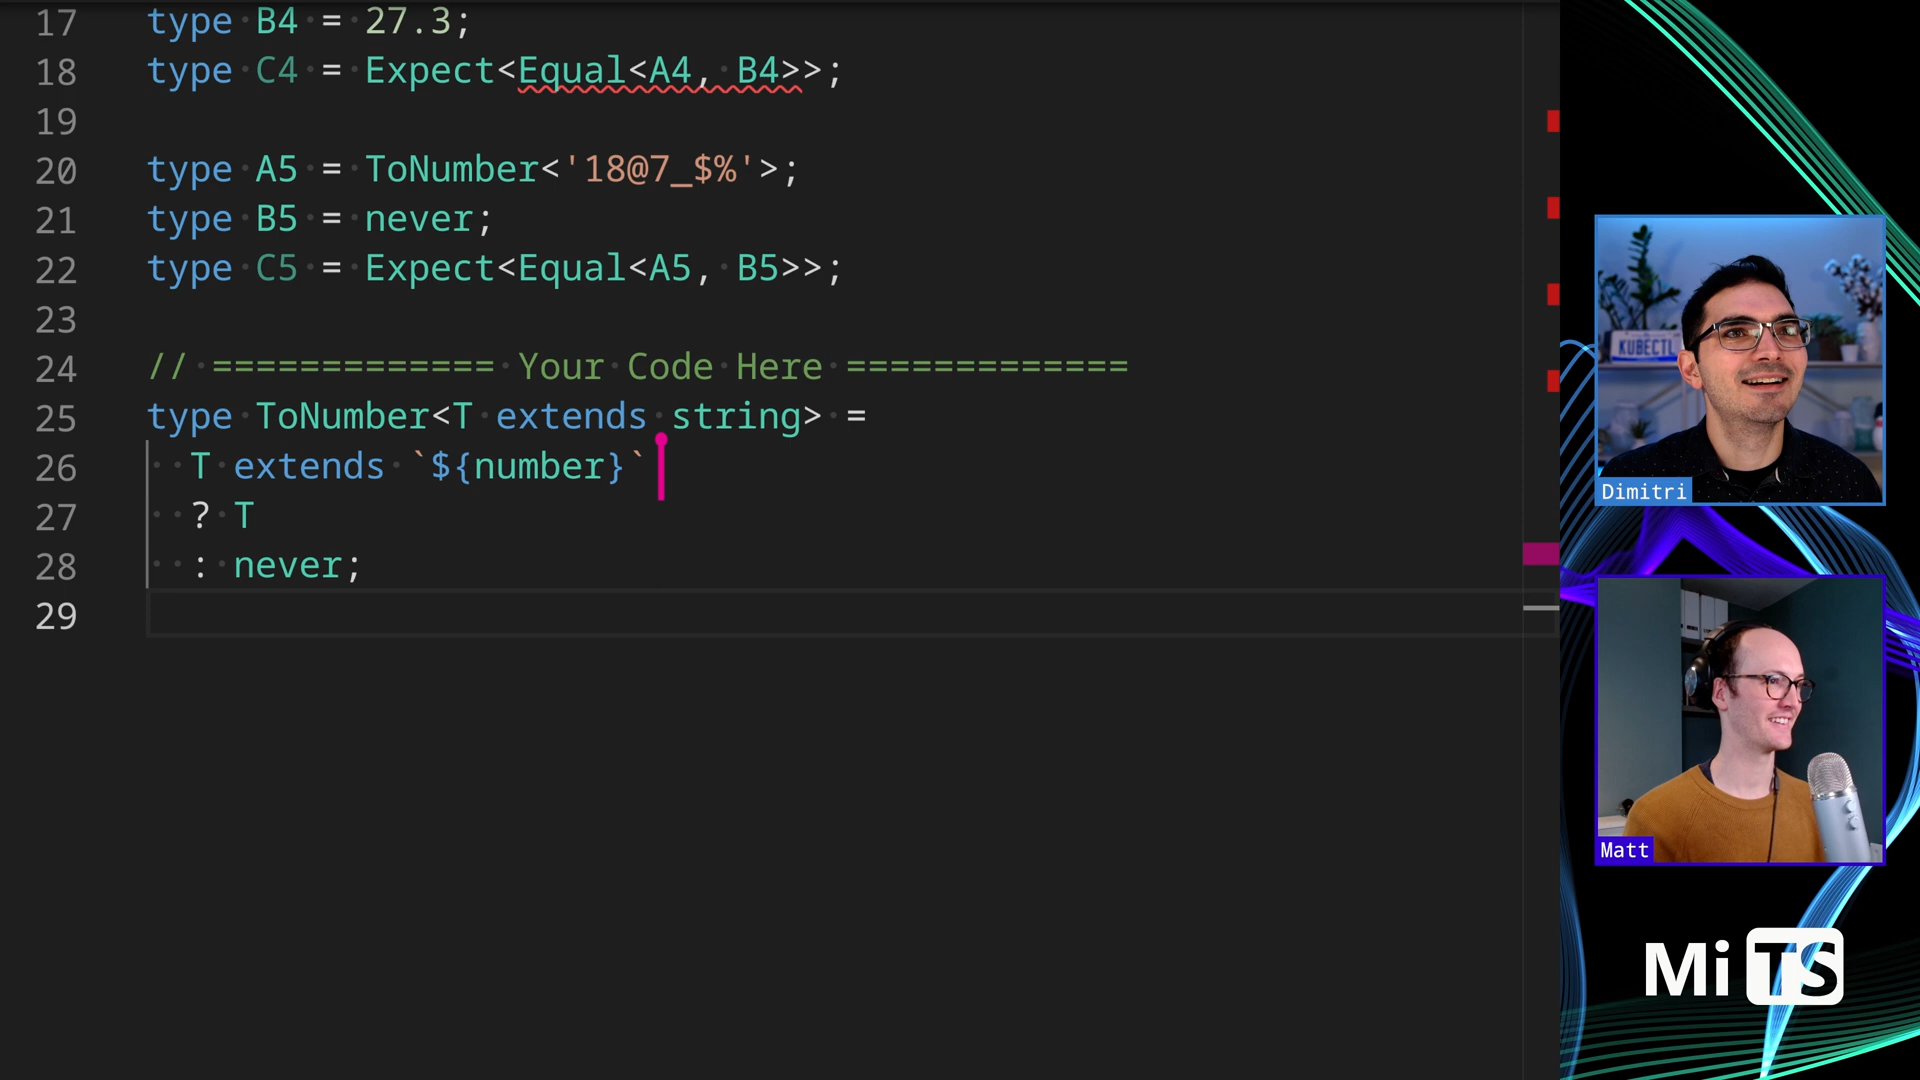 17 type B4 = 27.3;
18 type C4 = Expect<Equal<A4, B4>>;
19
20 type A5 = ToNumber<'18@7_$%'>;
21 type B5 = never;
22 type C5 = Expect<Equal<A5, B5>>;
23
24 // ============= Your Code Here =============
25 type ToNumber<T extends string> =
26 T extends `${number}`
27 ? T
28 : never;
29
KUBECTL
Dimitri
Matt
Mi TS